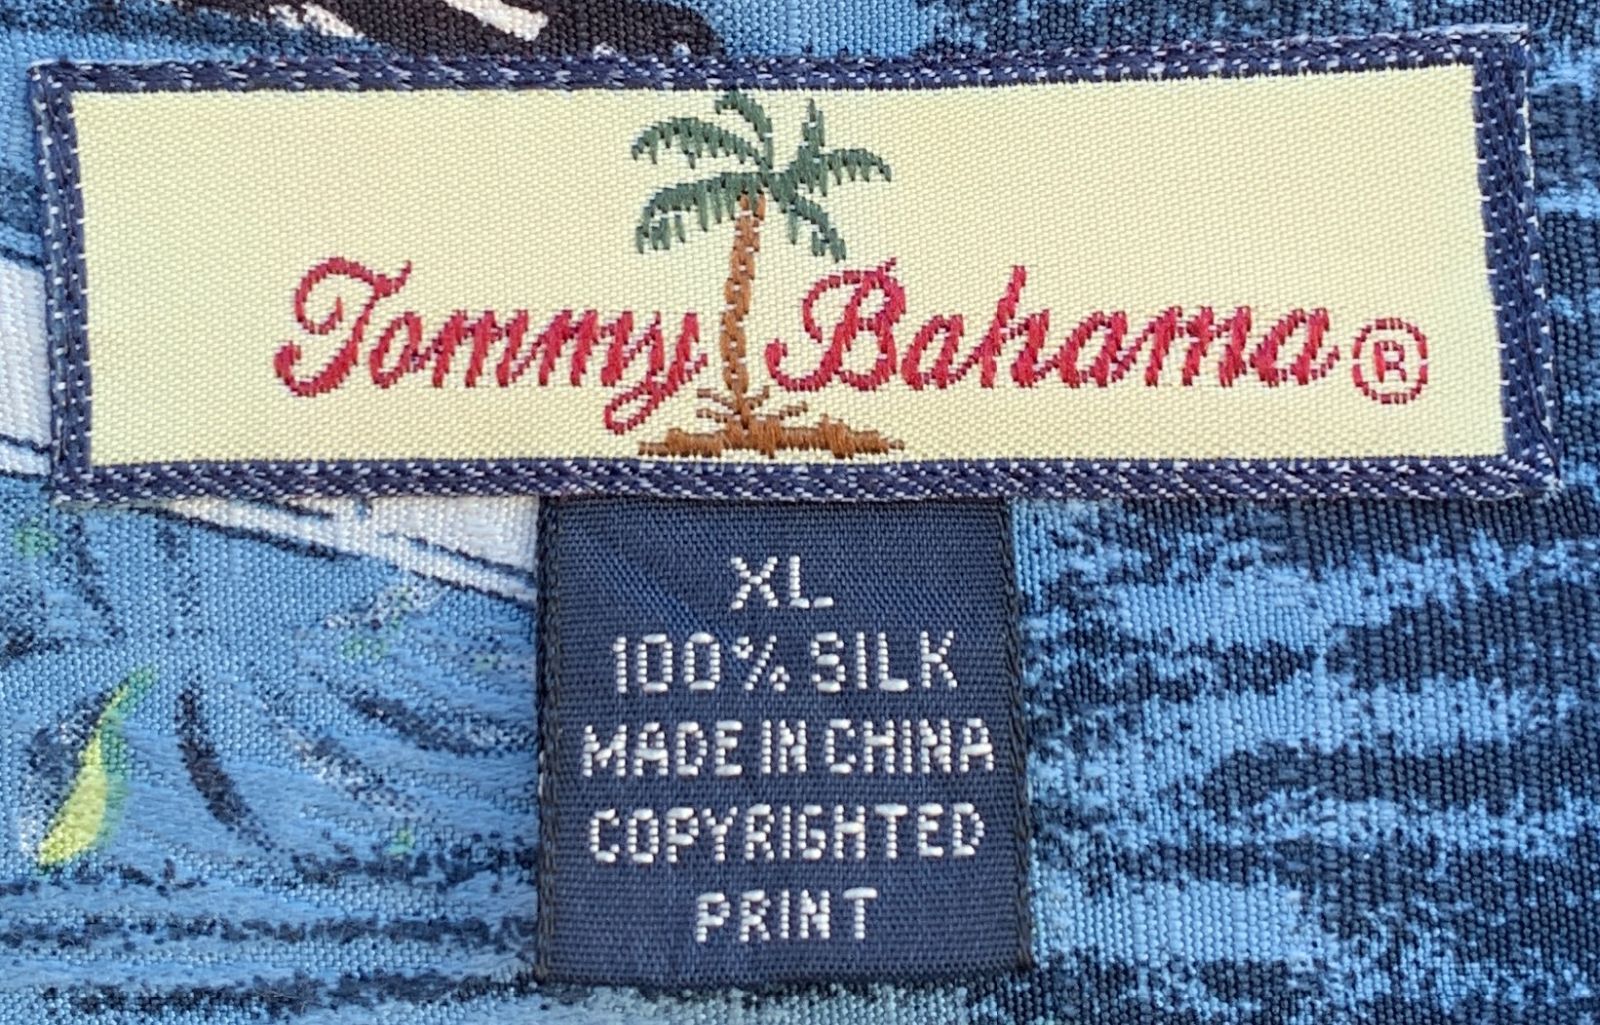 Tommy Bahama®
XL
100% SILK
MADE IN CHINA
COPYRIGHTED
PRINT